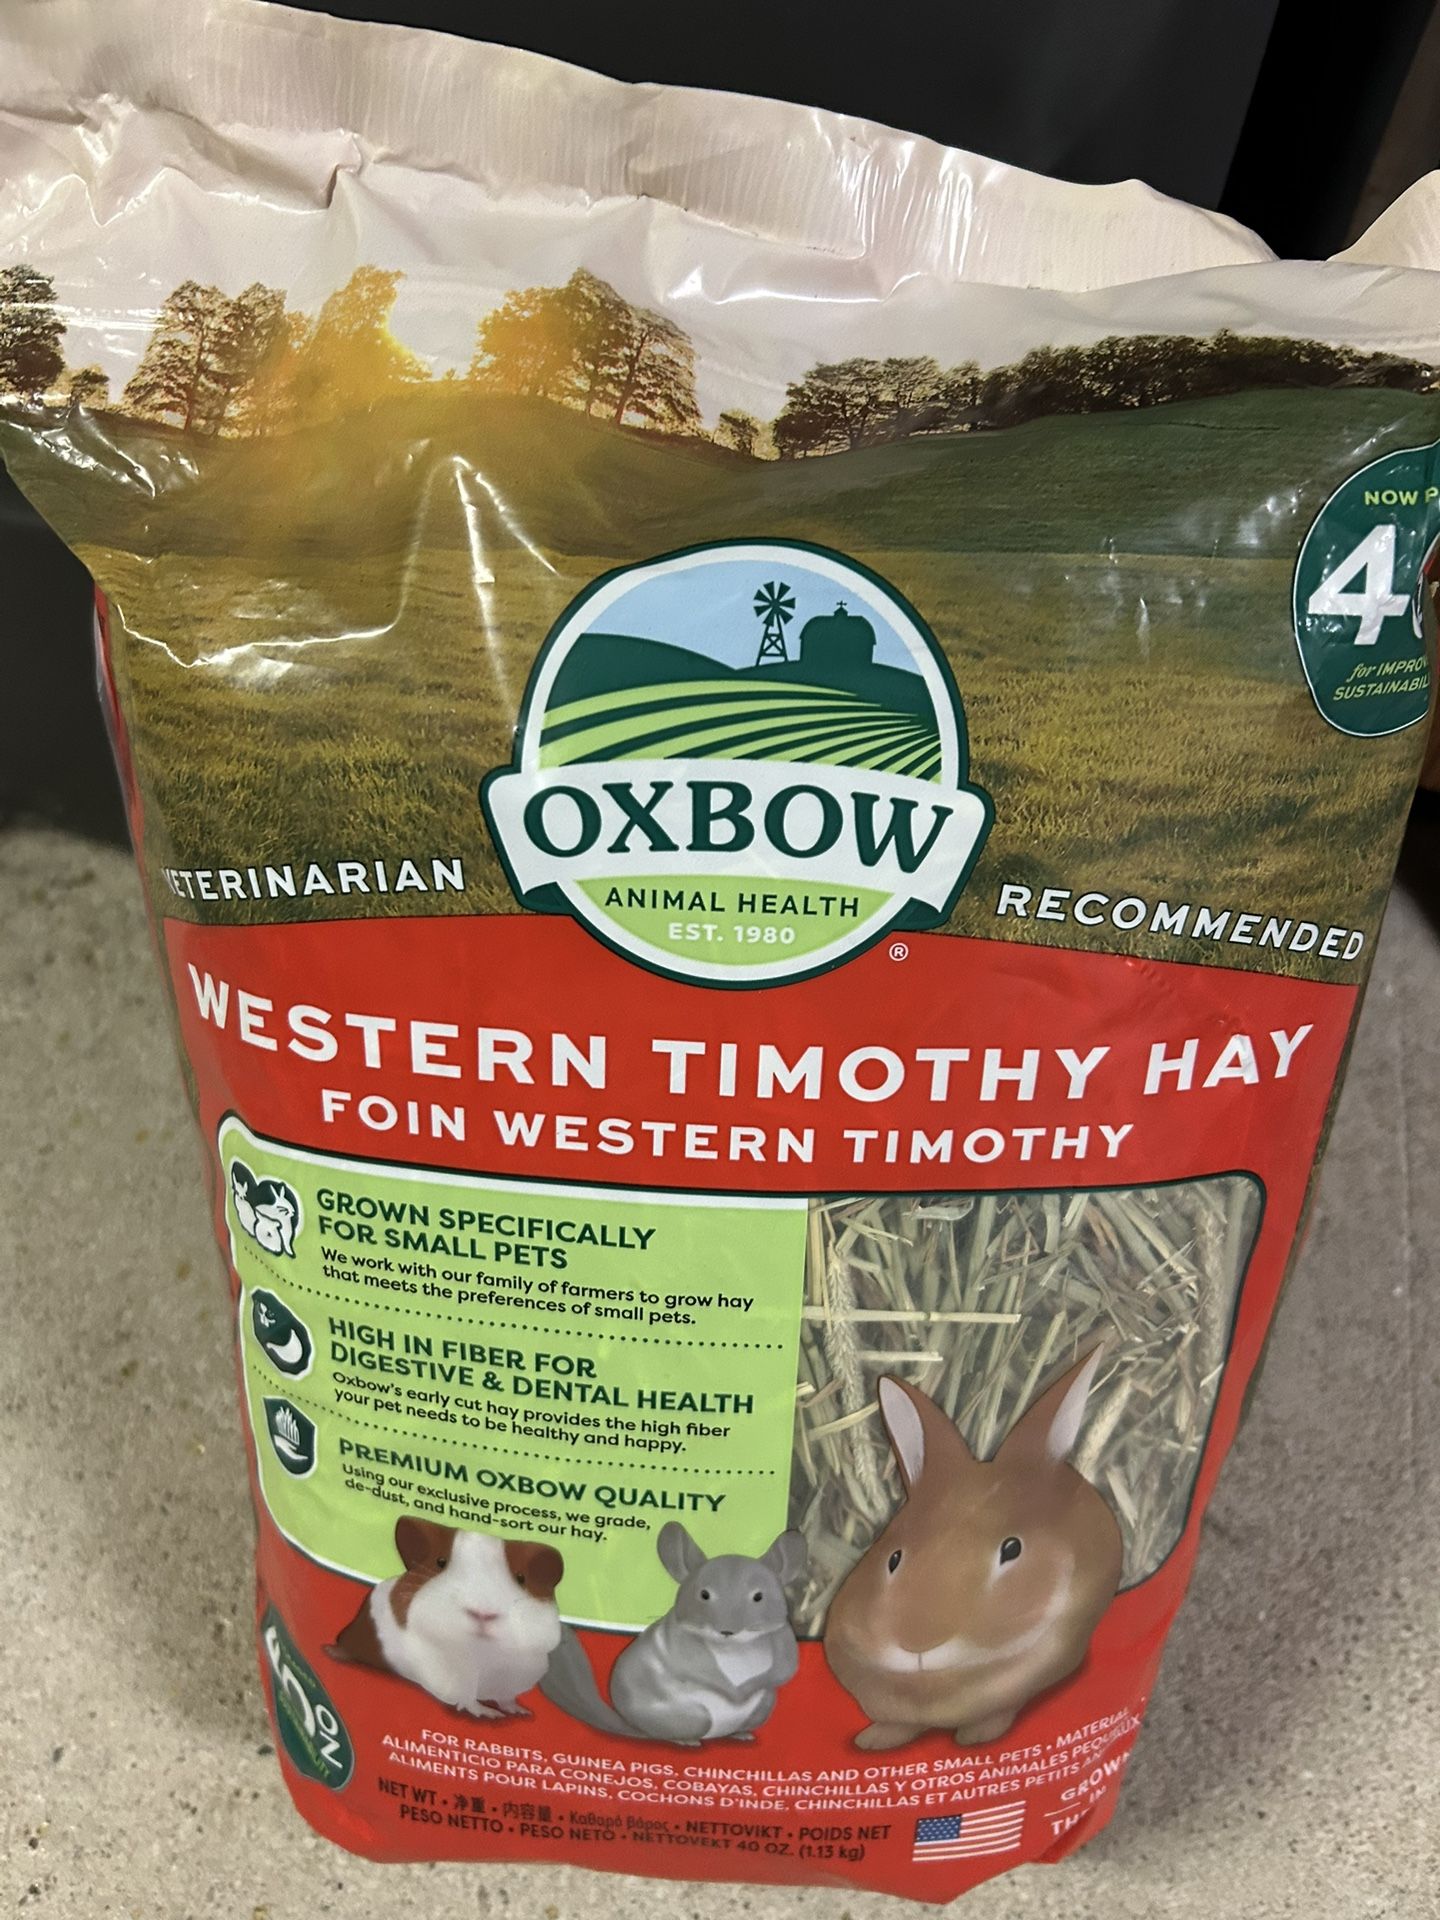 NOW
4
for
OXBOW
ANIMAL HEALTH
EST. 1980
®
VETERINARIAN RECOMMENDED
WESTERN TIMOTHY HAY
FOIN WESTERN TIMOTHY
GROWN SPECIFICALLY
FOR SMALL PETS
We work with our family of farmers to grow hay
that meets the preferences of small pets.
HIGH IN FIBER FOR
DIGESTIVE & DENTAL HEALTH
Oxbow's early cut hay provides the high fiber
your pet needs to be healthy and happy.
PREMIUM OXBOW QUALITY
Using our exclusive process, we grade,
de-dust, and hand-sort our hay.
OZ
FOR RABBITS, GUINEA PIGS, CHINCHILLAS AND OTHER SMALL PETS • MATERIAL
ALIMENTICIO PARA CONEJOS, COBAYAS, CHINCHILLAS Y OTROS ANIMALES
ALIMENTS POUR LAPINS, COCHONS D'INDE, CHINCHILLAS ET AUTRES PETITS
NET WT • 净重 • 内容量 • Καθαρό βάρος • NETTOVIKT • POIDS NET
PESO NETTO • PESO NETO • NETTOVEKT 40 OZ. (1.13 kg)
GROWN
IN